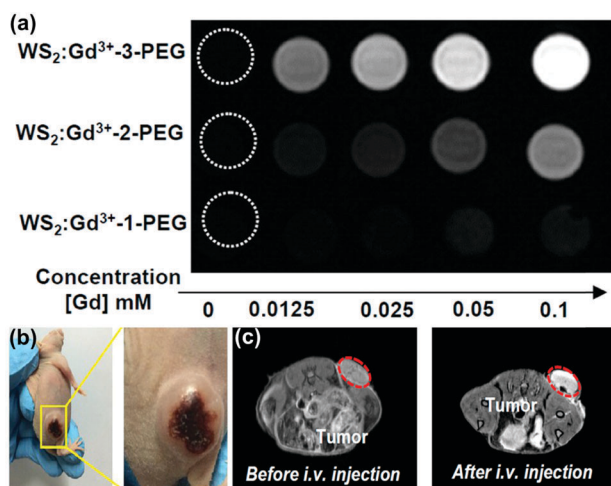 (a)
WS₂:Gd³⁺-3-PEG
WS₂:Gd³⁺-2-PEG
WS₂:Gd³⁺-1-PEG
Concentration
[Gd] mM
0 0.0125 0.025 0.05 0.1
(b)
(c)
Tumor
Before i.v. injection
Tumor
After i.v. injection